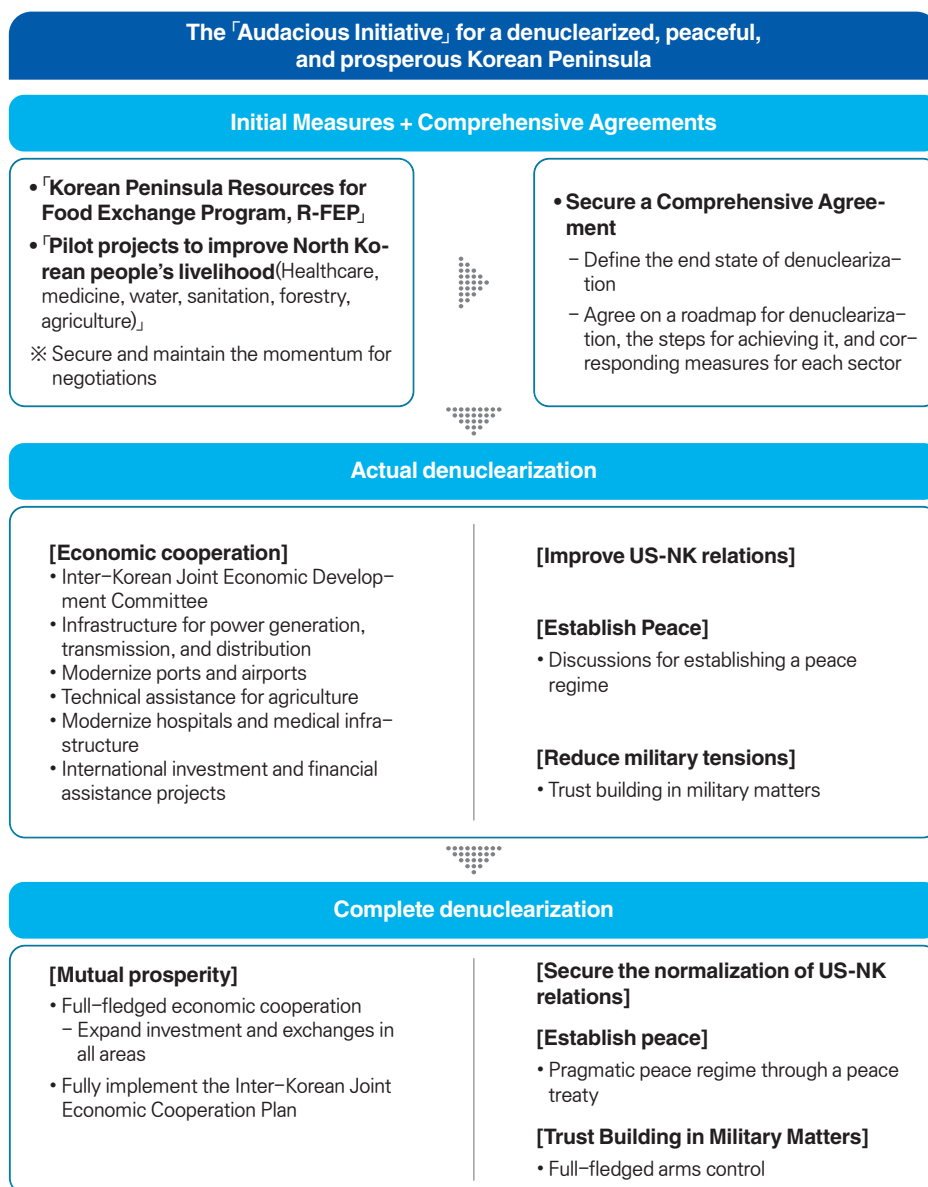 The「Audacious Initiative」for a denuclearized, peaceful,
and prosperous Korean Peninsula
Initial Measures + Comprehensive Agreements
•「Korean Peninsula Resources for
Food Exchange Program, R-FEP」
•「Pilot projects to improve North Ko-
rean people's livelihood(Healthcare,
medicine, water, sanitation, forestry,
agriculture)」
※ Secure and maintain the momentum for
negotiations
• Secure a Comprehensive Agree-
ment
– Define the end state of denucleariza-
tion
– Agree on a roadmap for denucleariza-
tion, the steps for achieving it, and cor-
responding measures for each sector
Actual denuclearization
[Economic cooperation]
• Inter-Korean Joint Economic Develop-
ment Committee
• Infrastructure for power generation,
transmission, and distribution
• Modernize ports and airports
• Technical assistance for agriculture
• Modernize hospitals and medical infra-
structure
• International investment and financial
assistance projects
[Improve US-NK relations]
[Establish Peace]
• Discussions for establishing a peace
regime
[Reduce military tensions]
• Trust building in military matters
Complete denuclearization
[Mutual prosperity]
• Full-fledged economic cooperation
– Expand investment and exchanges in
all areas
• Fully implement the Inter-Korean Joint
Economic Cooperation Plan
[Secure the normalization of US-NK
relations]
[Establish peace]
• Pragmatic peace regime through a peace
treaty
[Trust Building in Military Matters]
• Full-fledged arms control